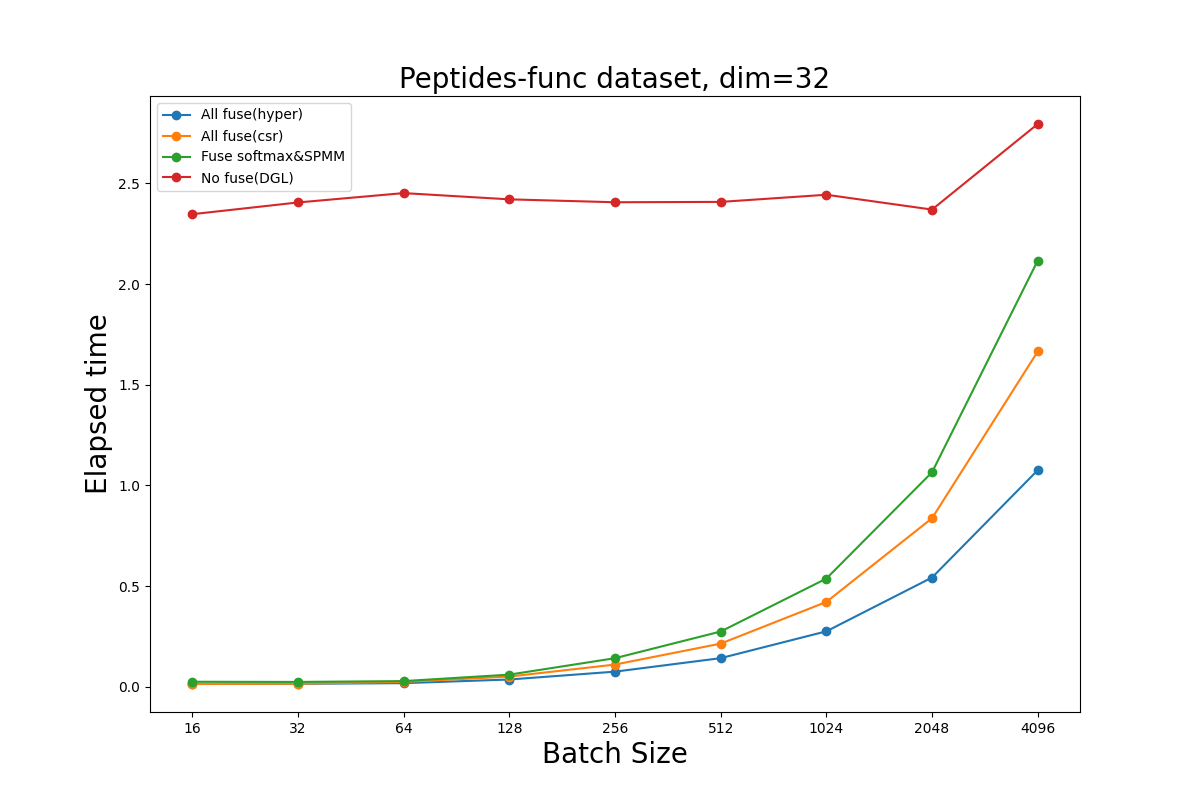 Peptides-func dataset, dim=32
All fuse(hyper)
All fuse(csr)
Fuse softmax&SPMM
No fuse(DGL)
2.5
2.0
1.5
1.0
0.5
0.0
Elapsed time
16 32 64 128 256 512 1024 2048 4096
Batch Size